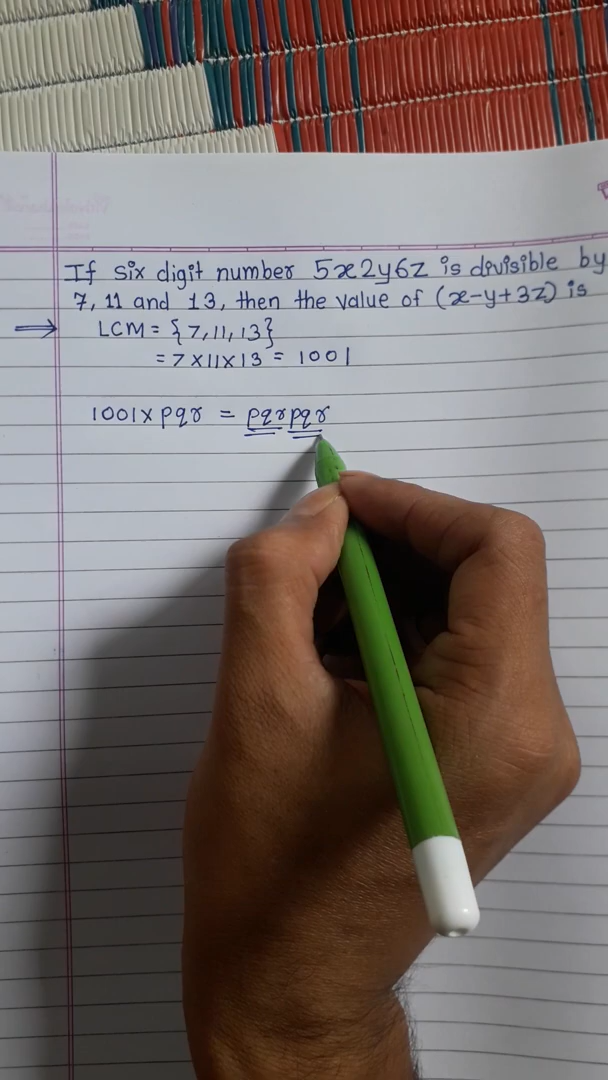 If six digit number 5x2y6z is divisible by
7, 11 and 13, then the value of (x-y+3z) is
⇒ LCM = {7,11,13}
= 7×11×13 = 1001
1001×pqr = pqrpqr